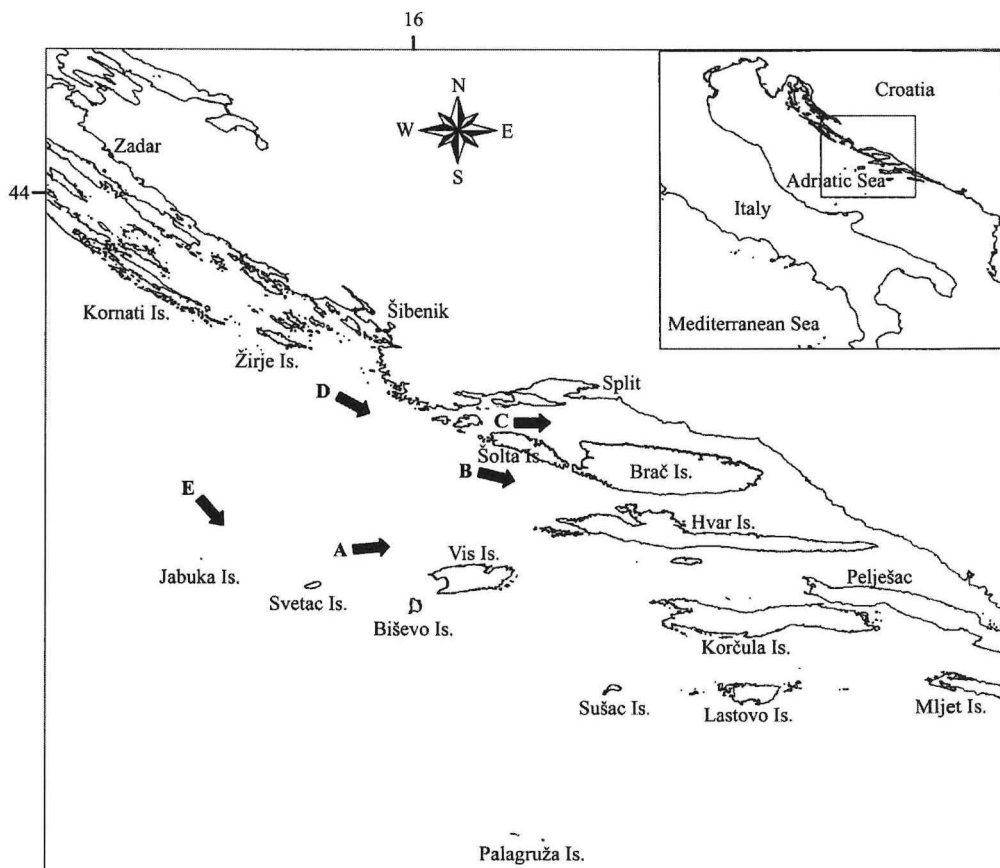 16
N
W E
S
44
Zadar
Kornati Is.
Žirje Is.
Šibenik
Split
D
C
Šolta Is.
B
Brač Is.
E
Hvar Is.
A
Vis Is.
Jabuka Is.
Svetac Is.
Biševo Is.
Pelješac
Korčula Is.
Sušac Is.
Lastovo Is.
Mljet Is.
Palagruža Is.
Croatia
Adriatic Sea
Italy
Mediterranean Sea